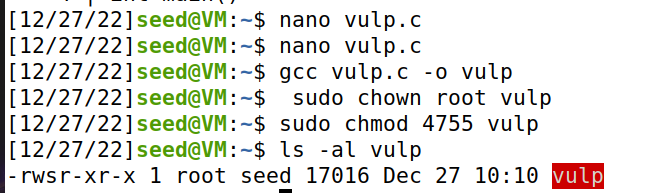 [12/27/22]seed@VM:~$ nano vulp.c
[12/27/22]seed@VM:~$ nano vulp.c
[12/27/22]seed@VM:~$ gcc vulp.c -o vulp
[12/27/22]seed@VM:~$  sudo chown root vulp
[12/27/22]seed@VM:~$ sudo chmod 4755 vulp
[12/27/22]seed@VM:~$ ls -al vulp
-rwsr-xr-x 1 root seed 17016 Dec 27 10:10 vulp